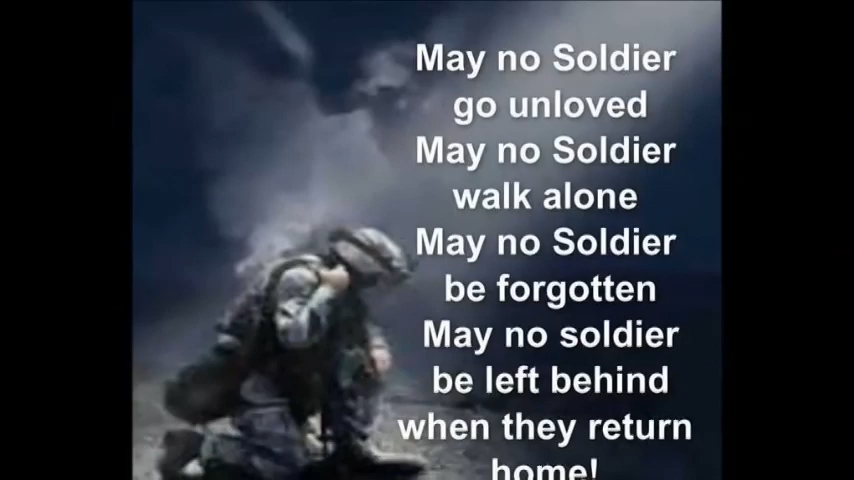 May no Soldier
go unloved
May no Soldier
walk alone
May no Soldier
be forgotten
May no soldier
be left behind
when they return
home!